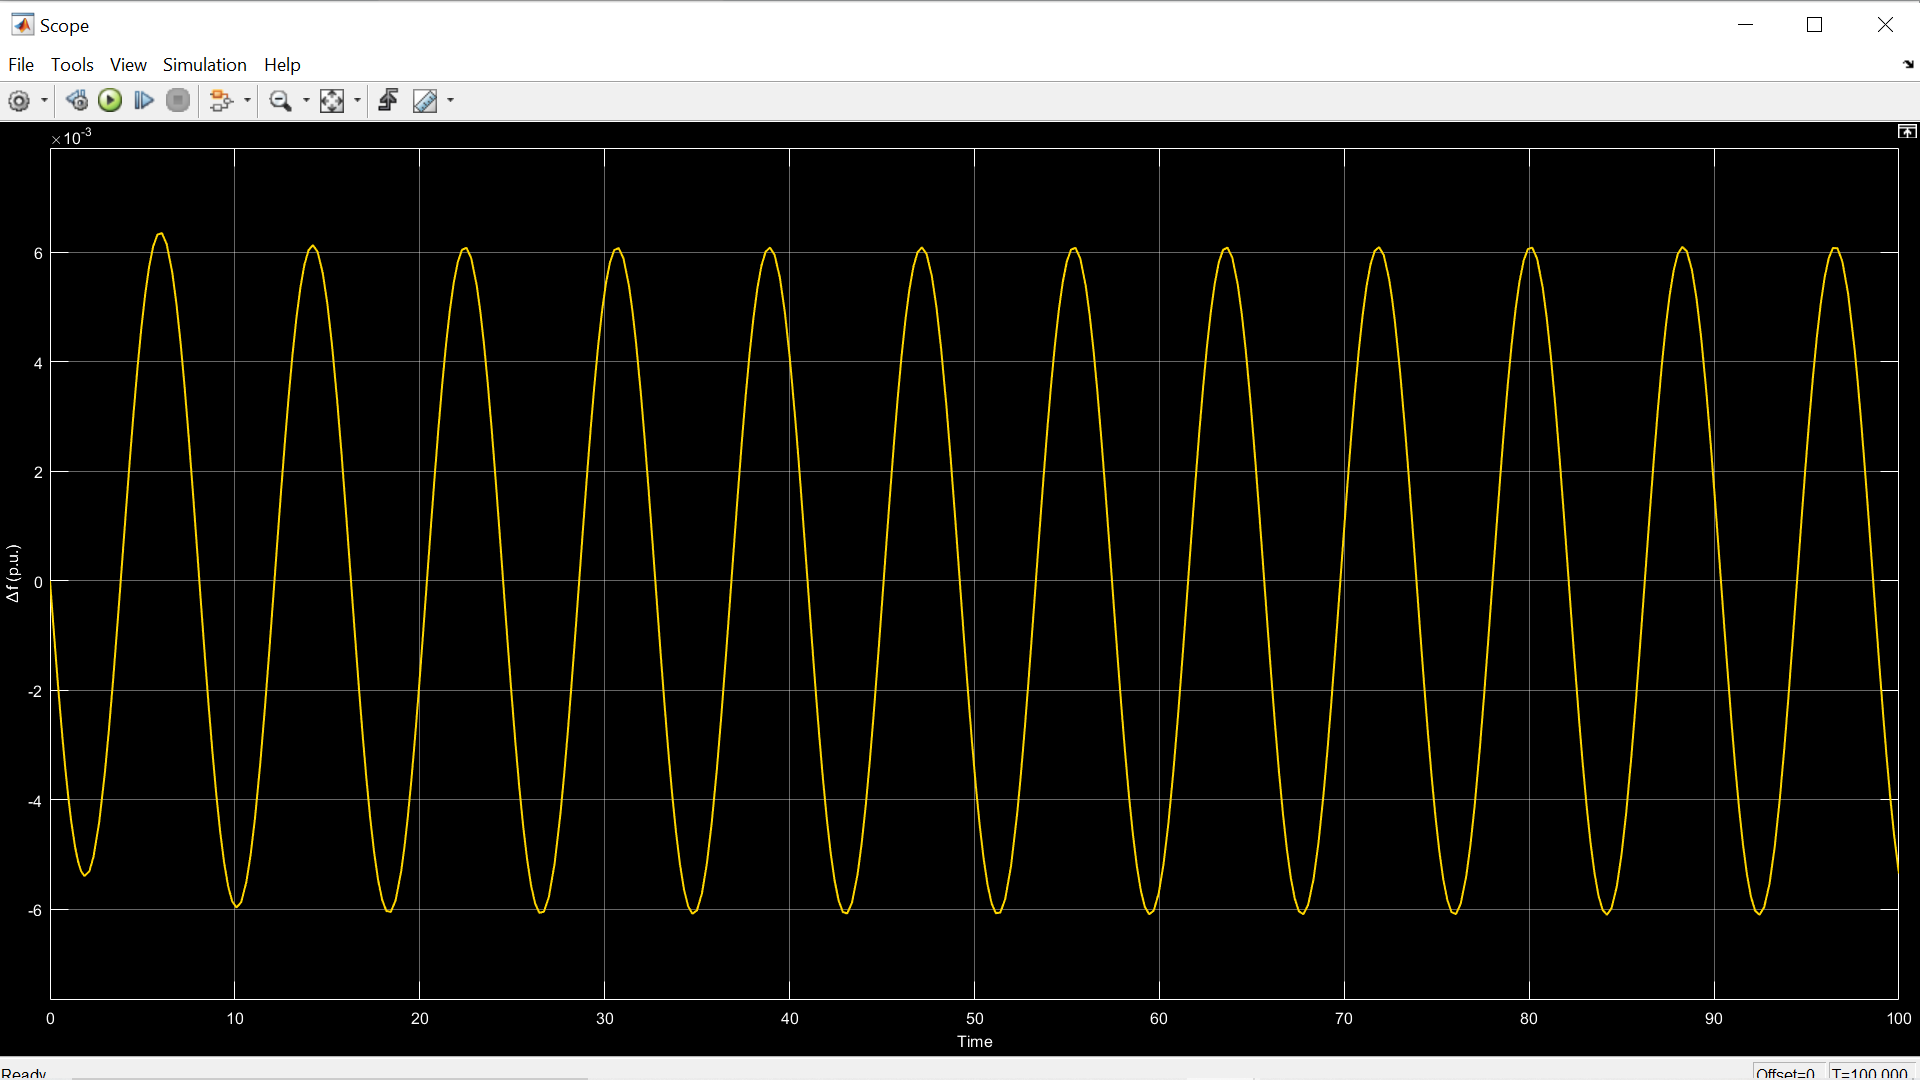 Scope
File Tools View Simulation Help
×10-3
6
4
2
0
-2
-4
-6
Δf (p.u.)
0 10 20 30 40 50 60 70 80 90 100
Time
Ready Offset=0 T=100.000